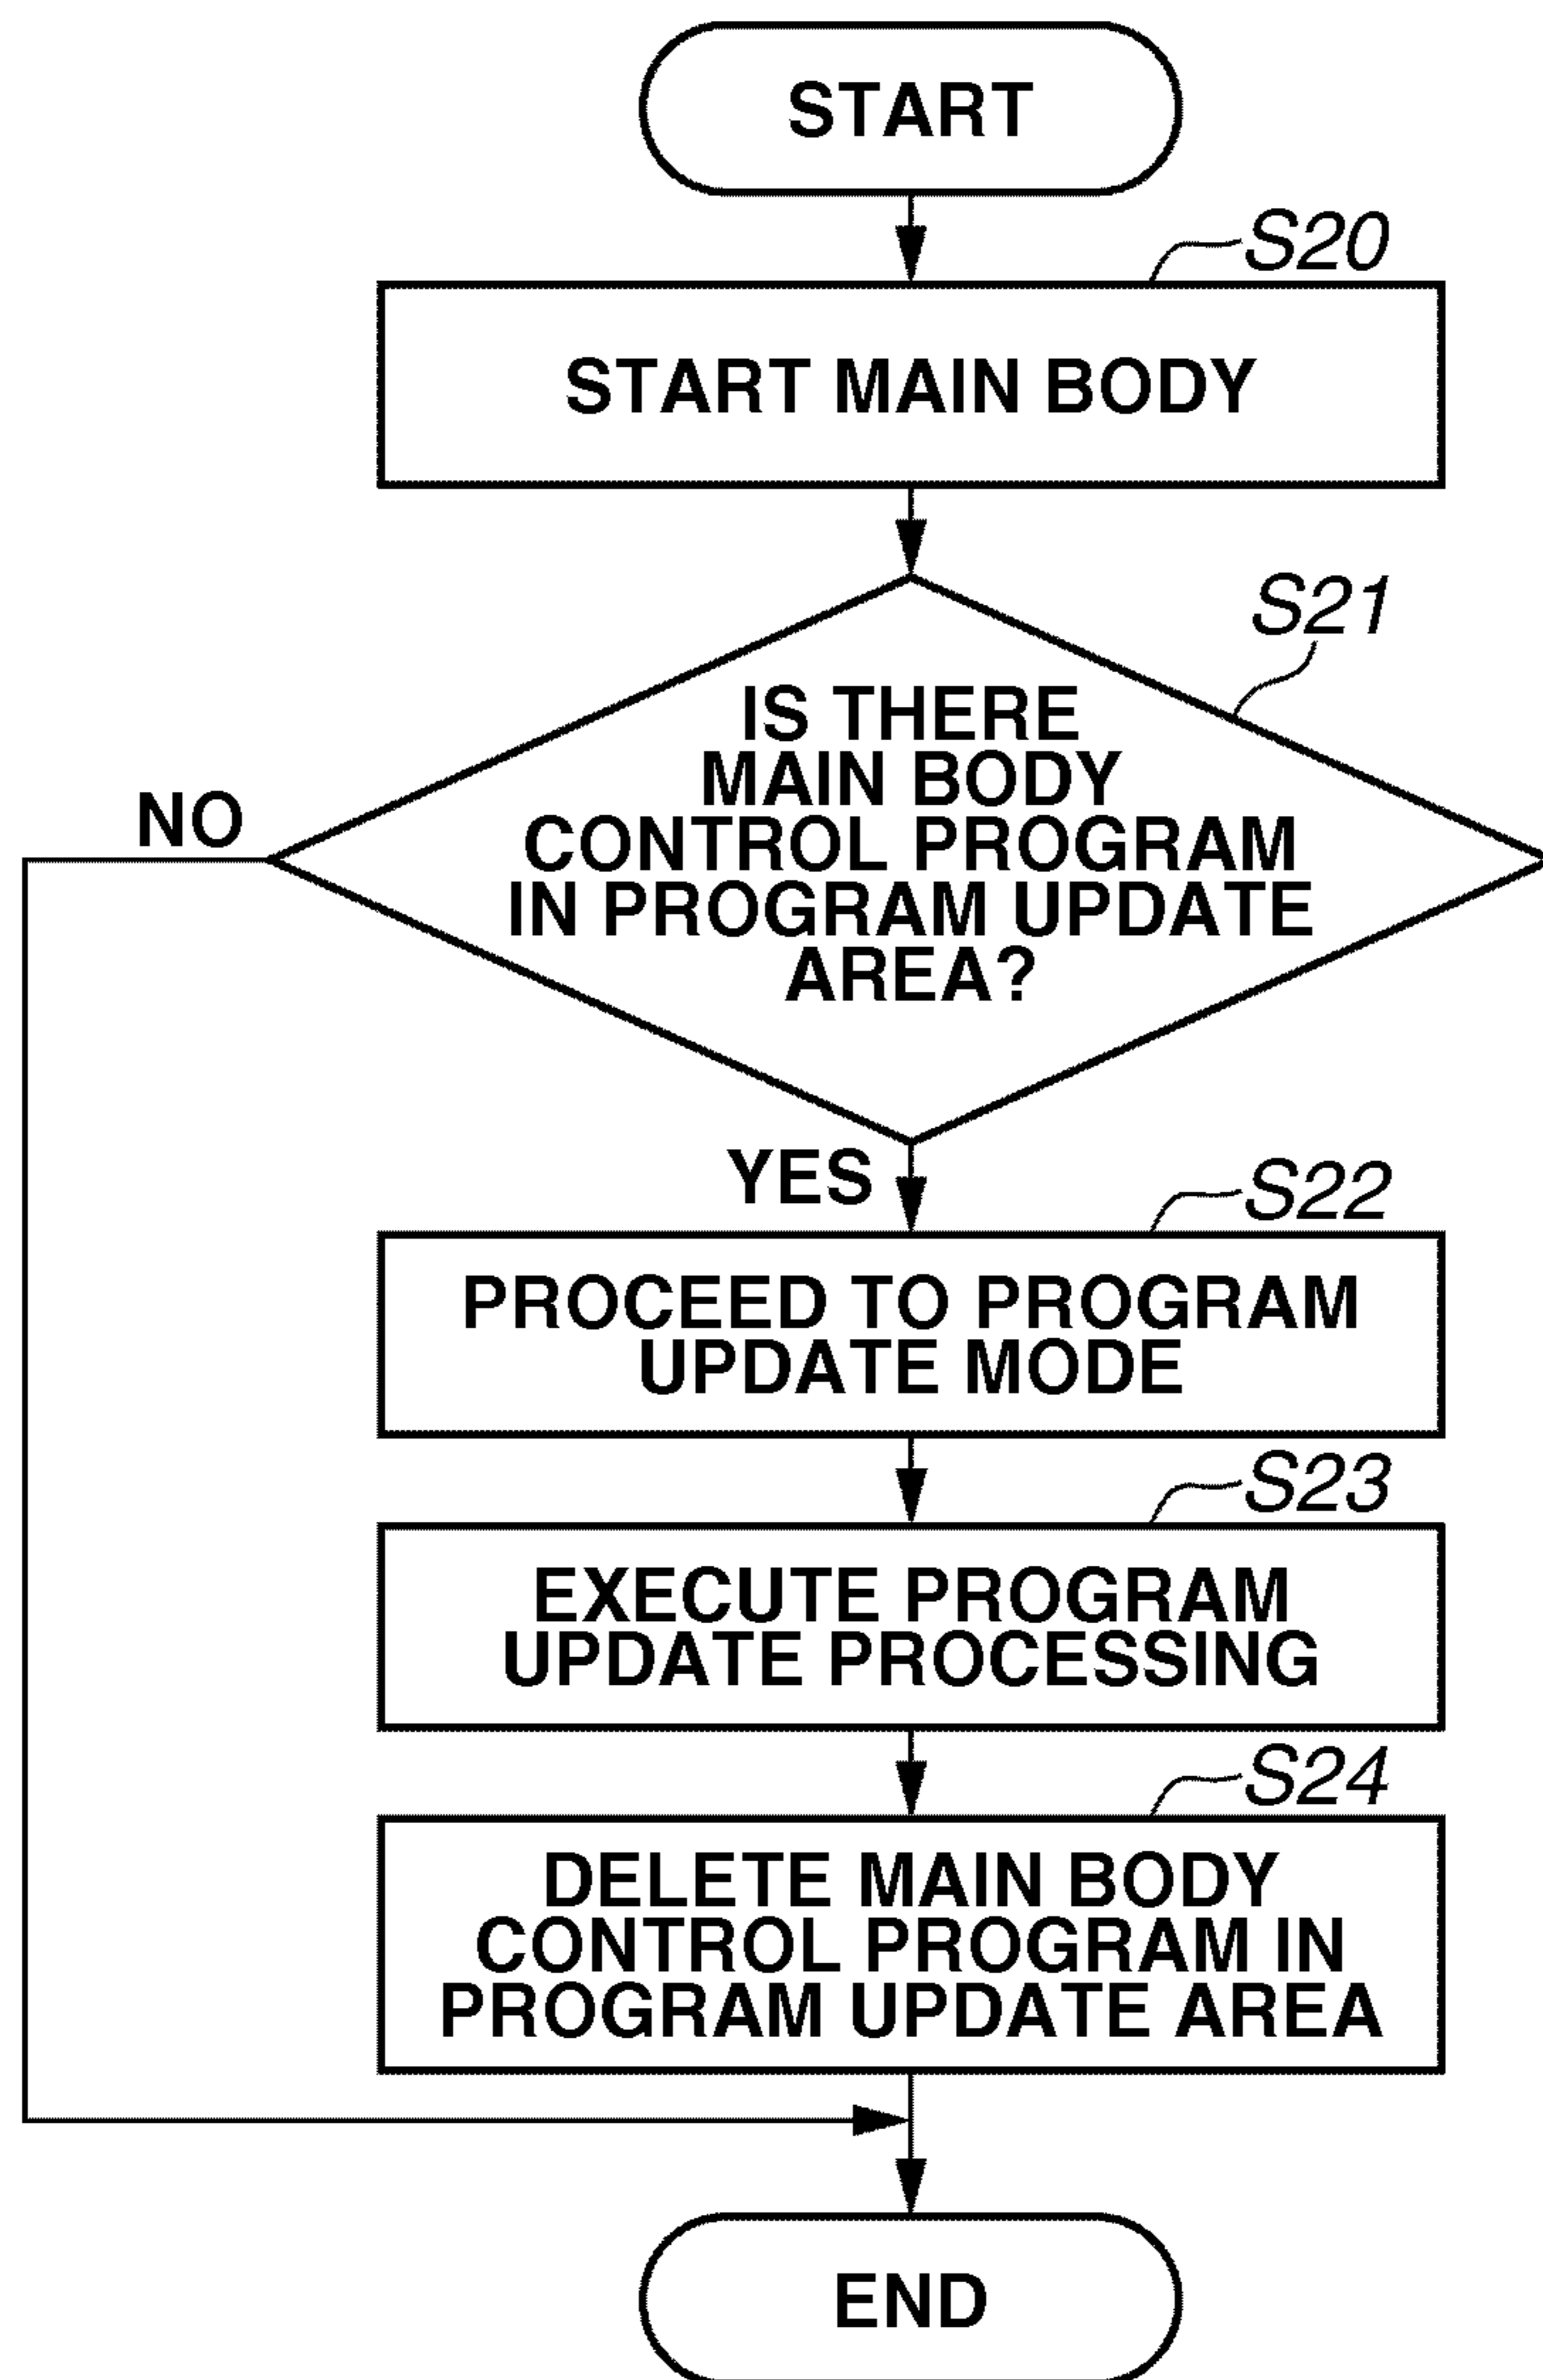 START
S20
START MAIN BODY
S21
IS THERE
MAIN BODY
CONTROL PROGRAM
IN PROGRAM UPDATE
AREA?
NO
YES
S22
PROCEED TO PROGRAM
UPDATE MODE
S23
EXECUTE PROGRAM
UPDATE PROCESSING
S24
DELETE MAIN BODY
CONTROL PROGRAM IN
PROGRAM UPDATE AREA
END